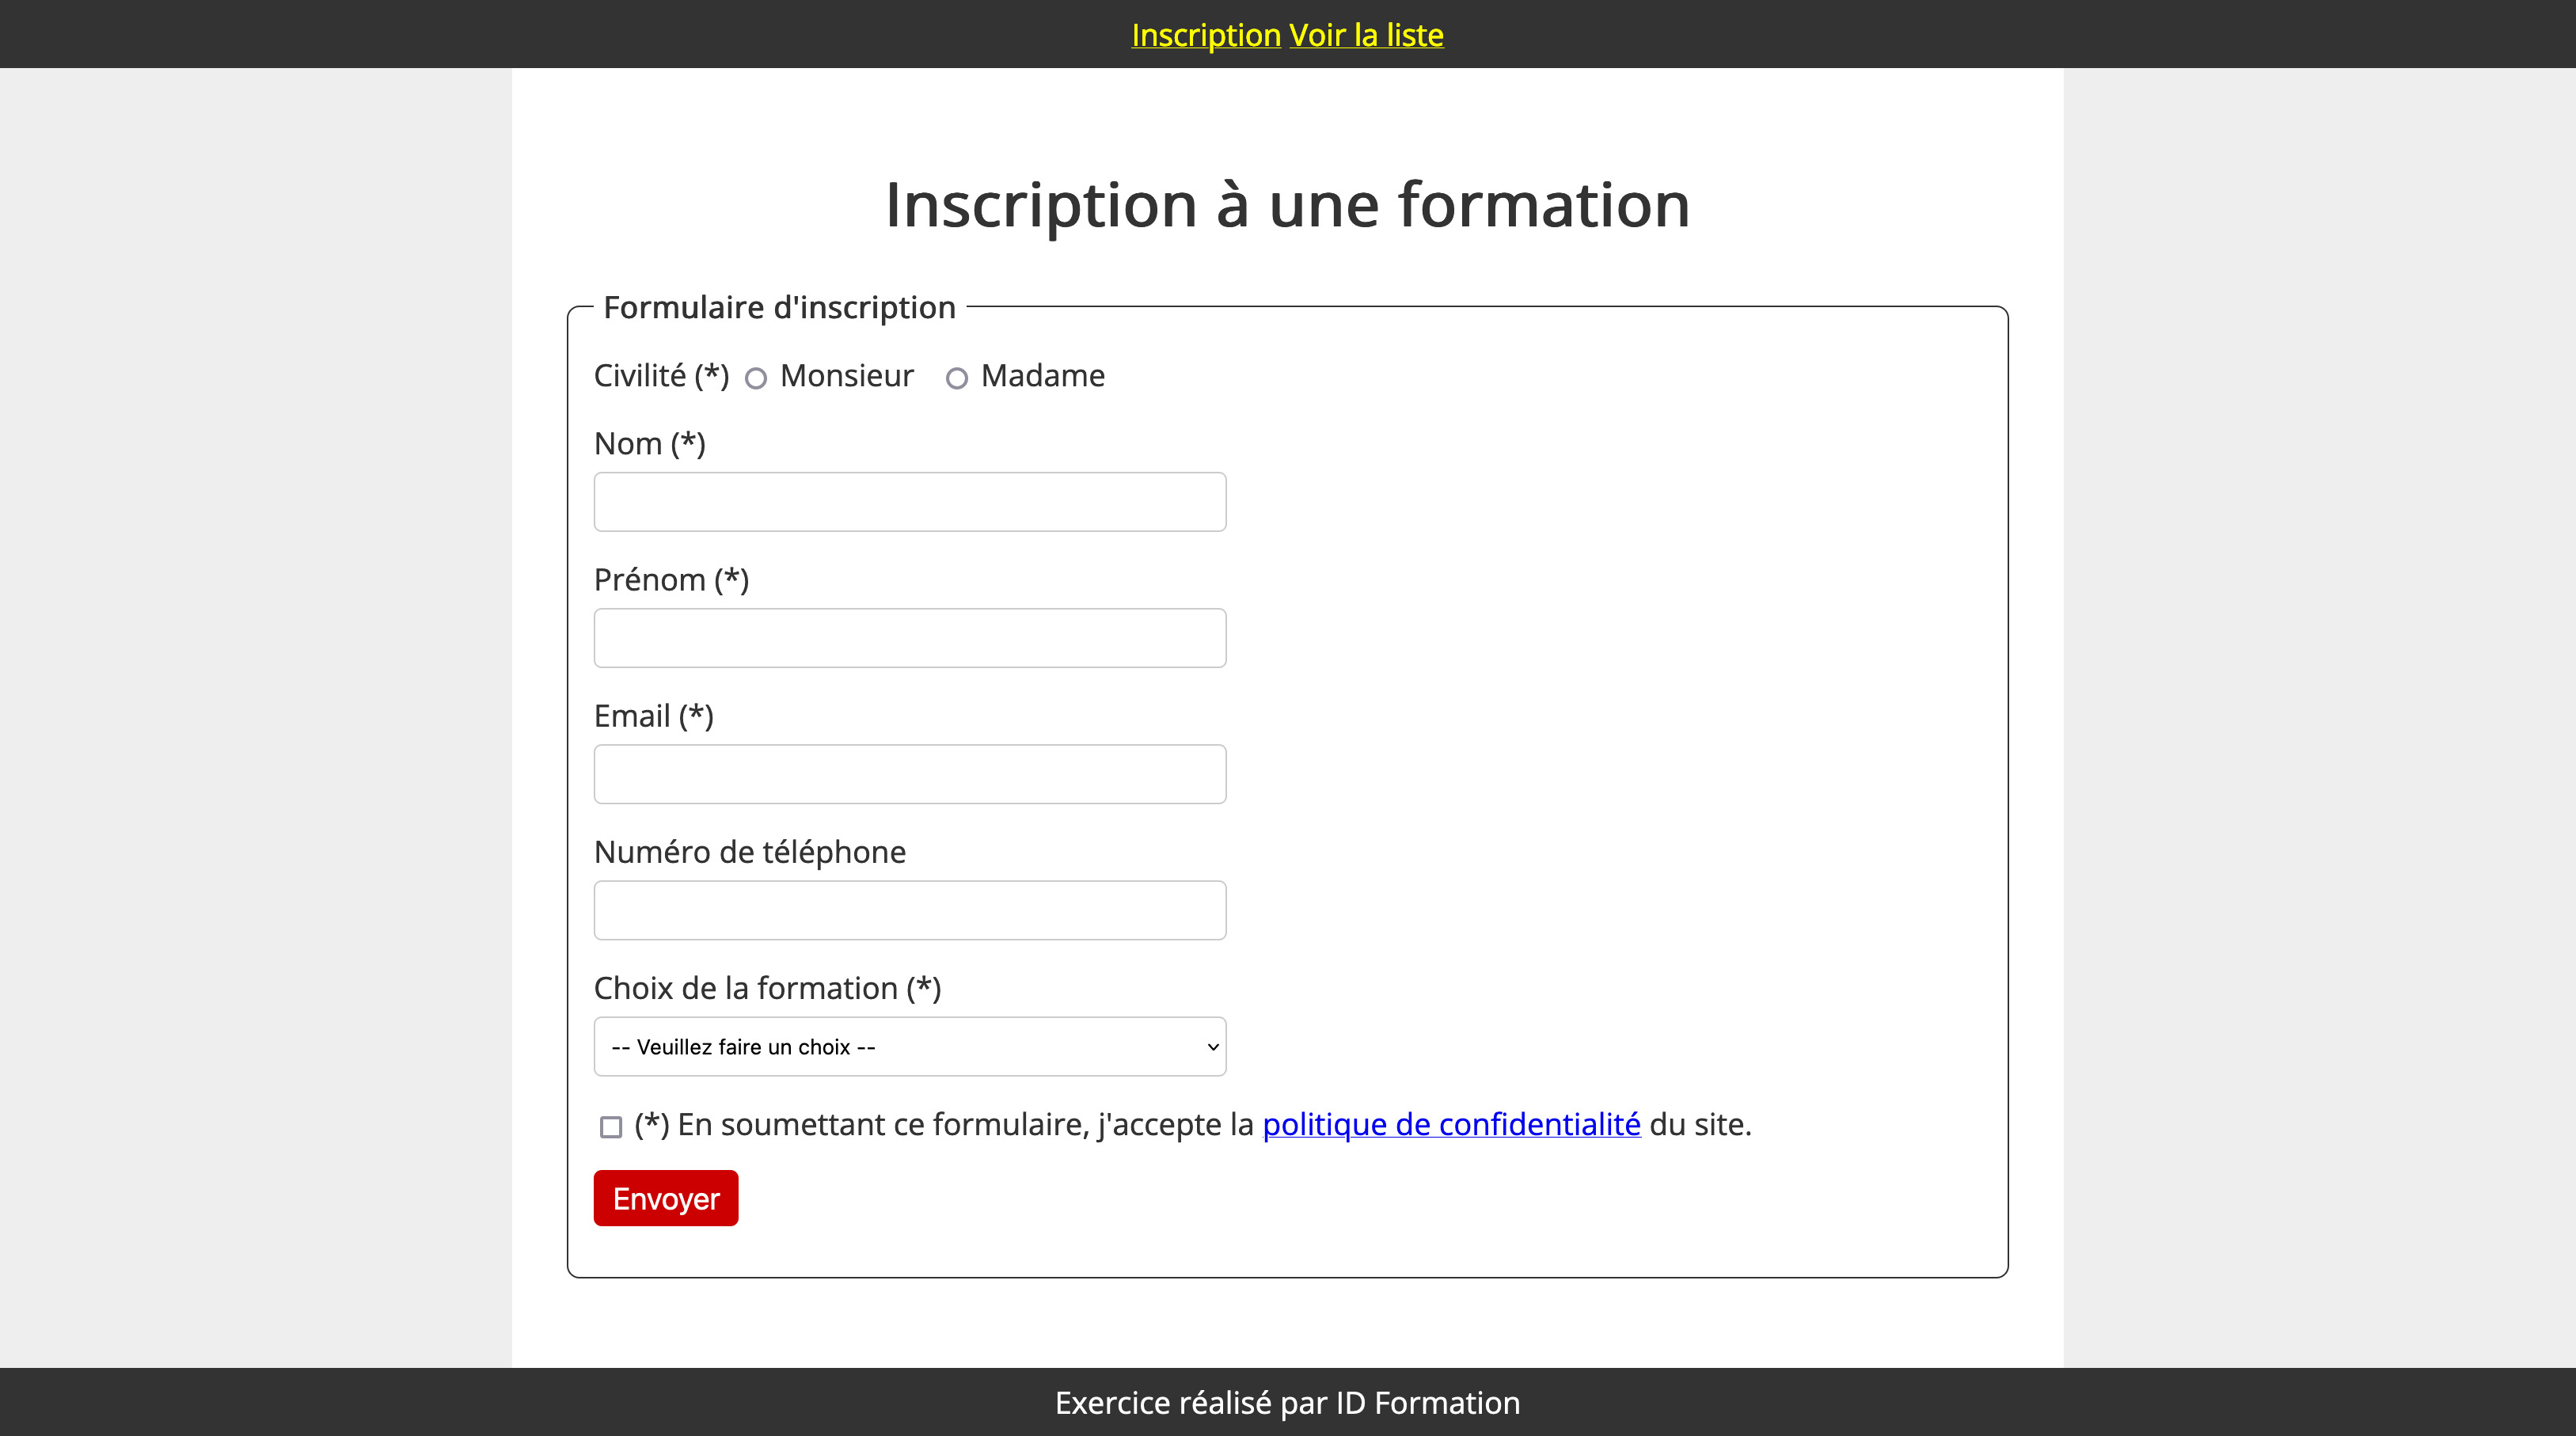 Inscription Voir la liste
Inscription à une formation
Formulaire d'inscription
Civilité (*) Monsieur Madame
Nom (*)
Prénom (*)
Email (*)
Numéro de téléphone
Choix de la formation (*)
-- Veuillez faire un choix --
(*) En soumettant ce formulaire, j'accepte la politique de confidentialité du site.
Envoyer
Exercice réalisé par ID Formation